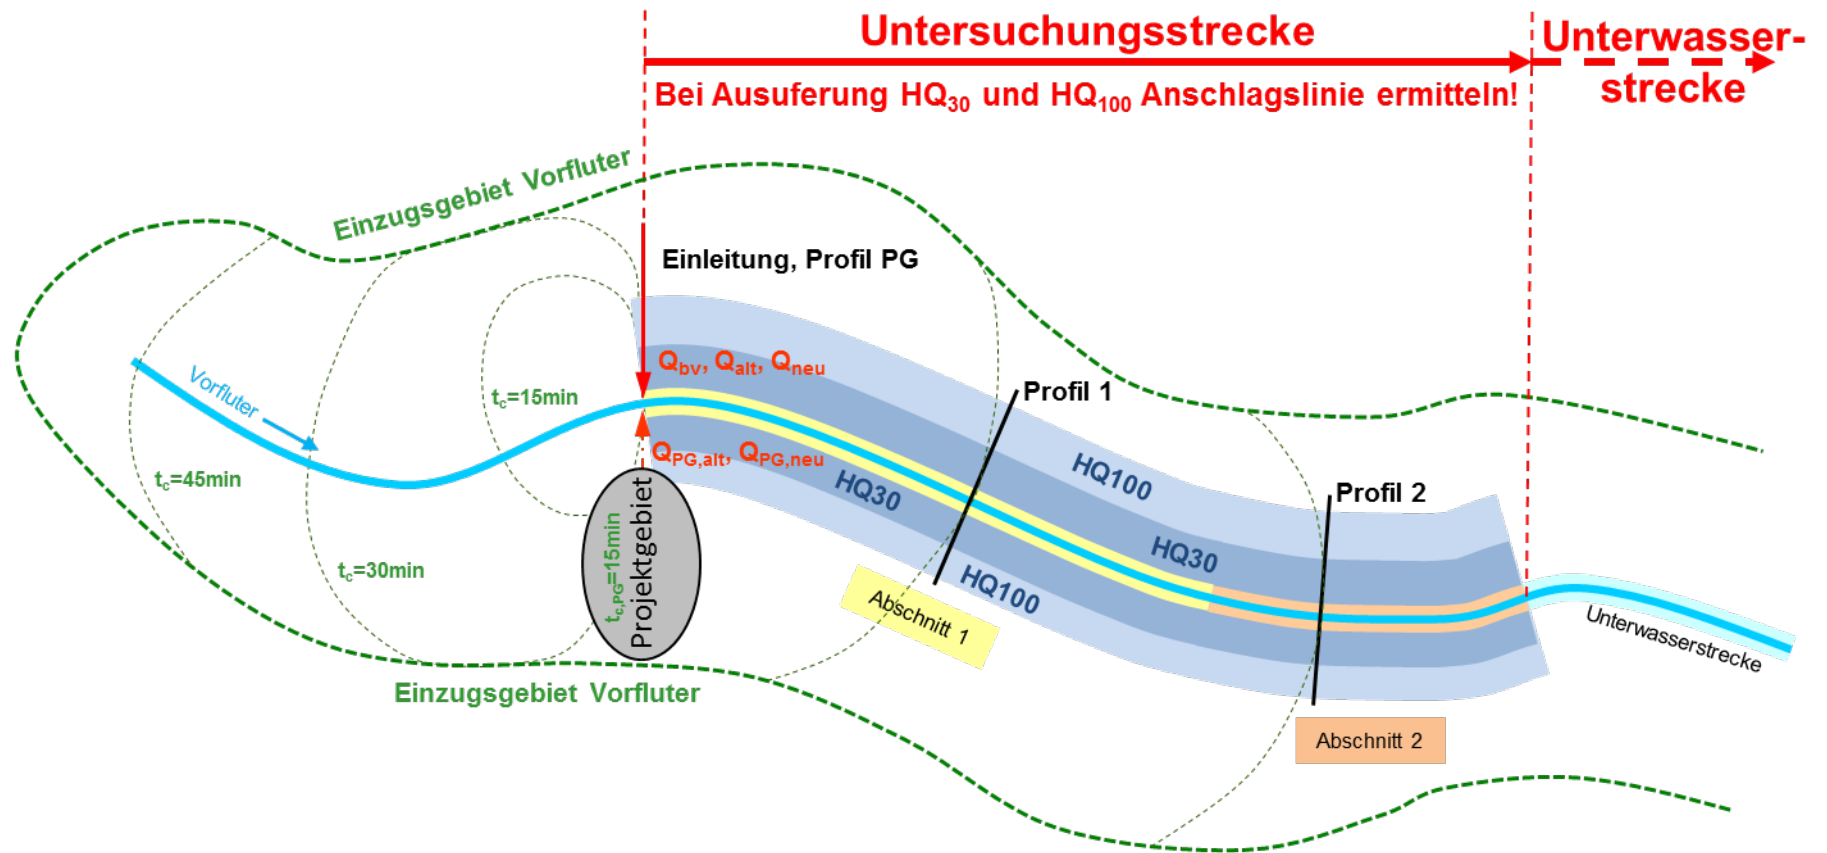 Untersuchungsstrecke
Unterwasser-
strecke
Bei Ausuferung HQ30 und HQ100 Anschlagslinie ermitteln!
Einzugsgebiet Vorfluter
Einleitung, Profil PG
Qbv, Qalt, Qneu
Vorfluter
tc=15min
Profil 1
QPG,alt, QPG,neu
HQ100
tc=45min
HQ30
Profil 2
tc,PG=15min
Projektgebiet
HQ30
tc=30min
HQ100
Abschnitt 1
Unterwasserstrecke
Einzugsgebiet Vorfluter
Abschnitt 2